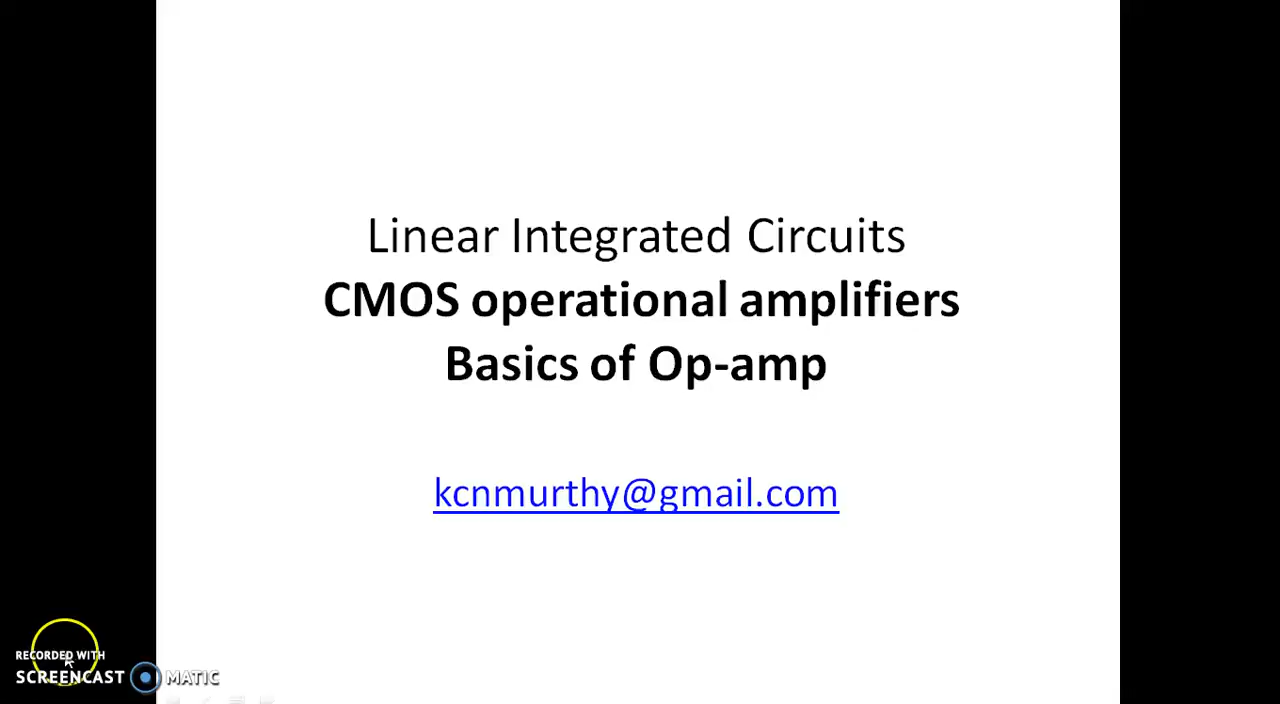 Linear Integrated Circuits
CMOS operational amplifiers
Basics of Op-amp
kcnmurthy@gmail.com
RECORDED WITH
SCREENCAST MATIC